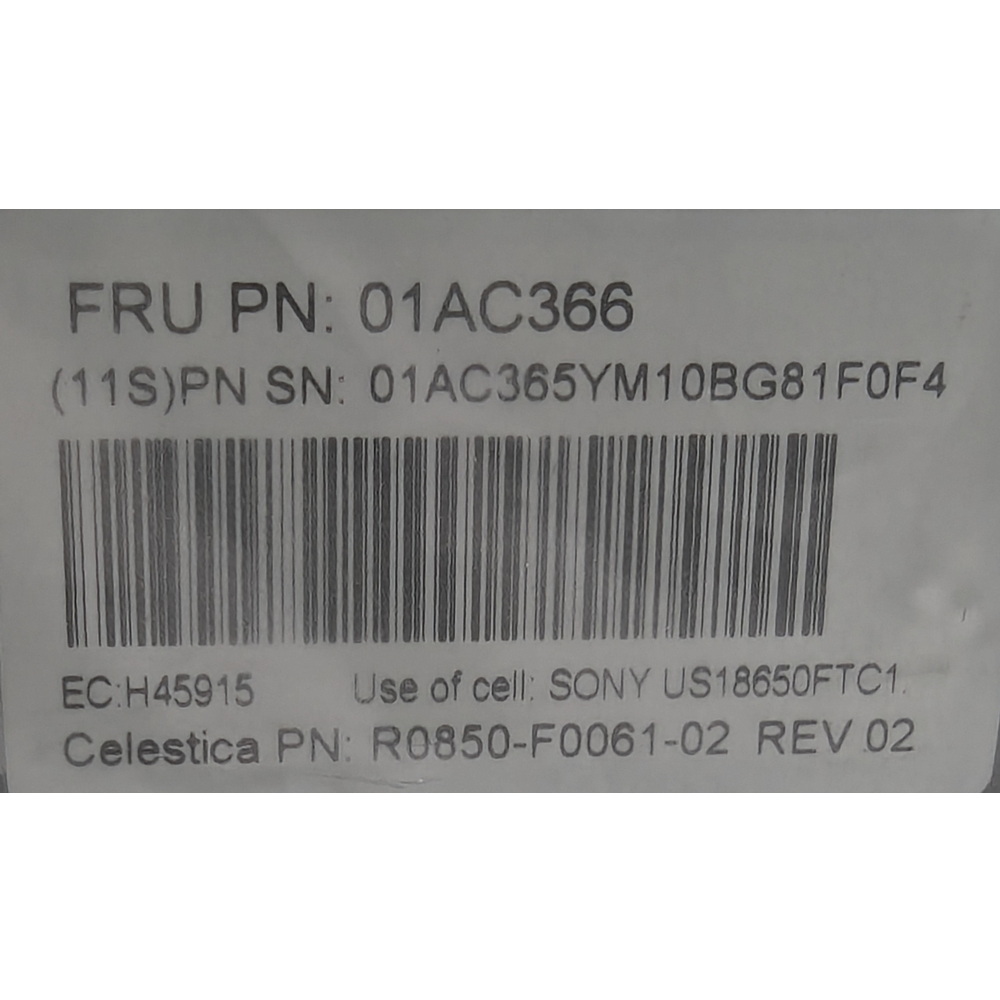 FRU PN: 01AC366
(11S)PN SN: 01AC365YM10BG81F0F4
EC:H45915 Use of cell: SONY US18650FTC1.
Celestica PN: R0850-F0061-02 REV 02